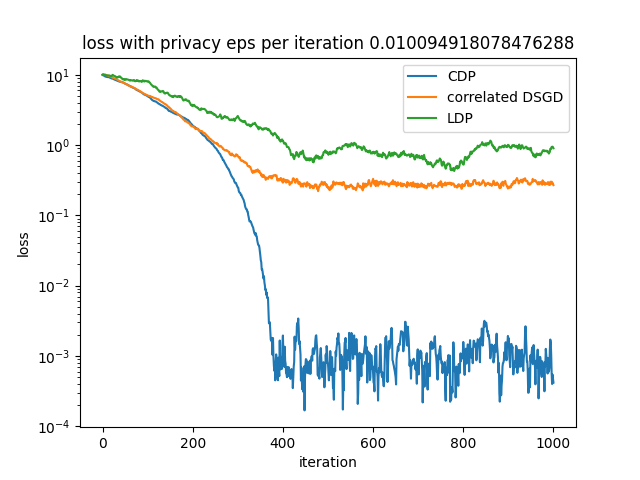 loss with privacy eps per iteration 0.010094918078476288
CDP
correlated DSGD
LDP
loss
10¹
10⁰
10⁻¹
10⁻²
10⁻³
10⁻⁴
0 200 400 600 800 1000
iteration